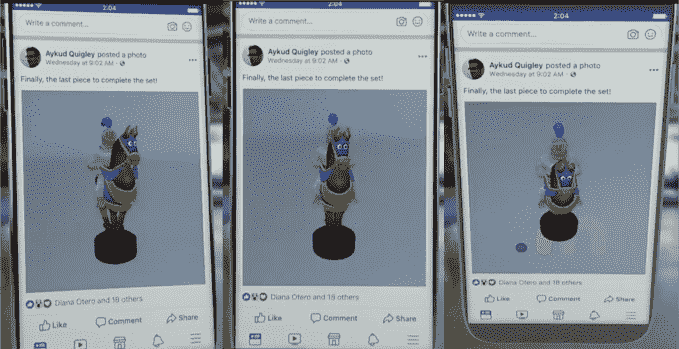 2:04
Write a comment...
Aykud Quigley posted a photo
Wednesday at 9:02 AM ·
Finally, the last piece to complete the set!
Diana Otero and 18 others
Like Comment Share
2:04
Write a comment...
Aykud Quigley posted a photo
Wednesday at 9:02 AM ·
Finally, the last piece to complete the set!
Diana Otero and 18 others
Like Comment Share
2:04
Write a comment...
Aykud Quigley posted a photo
Wednesday at 9:02 AM ·
Finally, the last piece to complete the set!
Diana Otero and 18 others
Like Comment Share